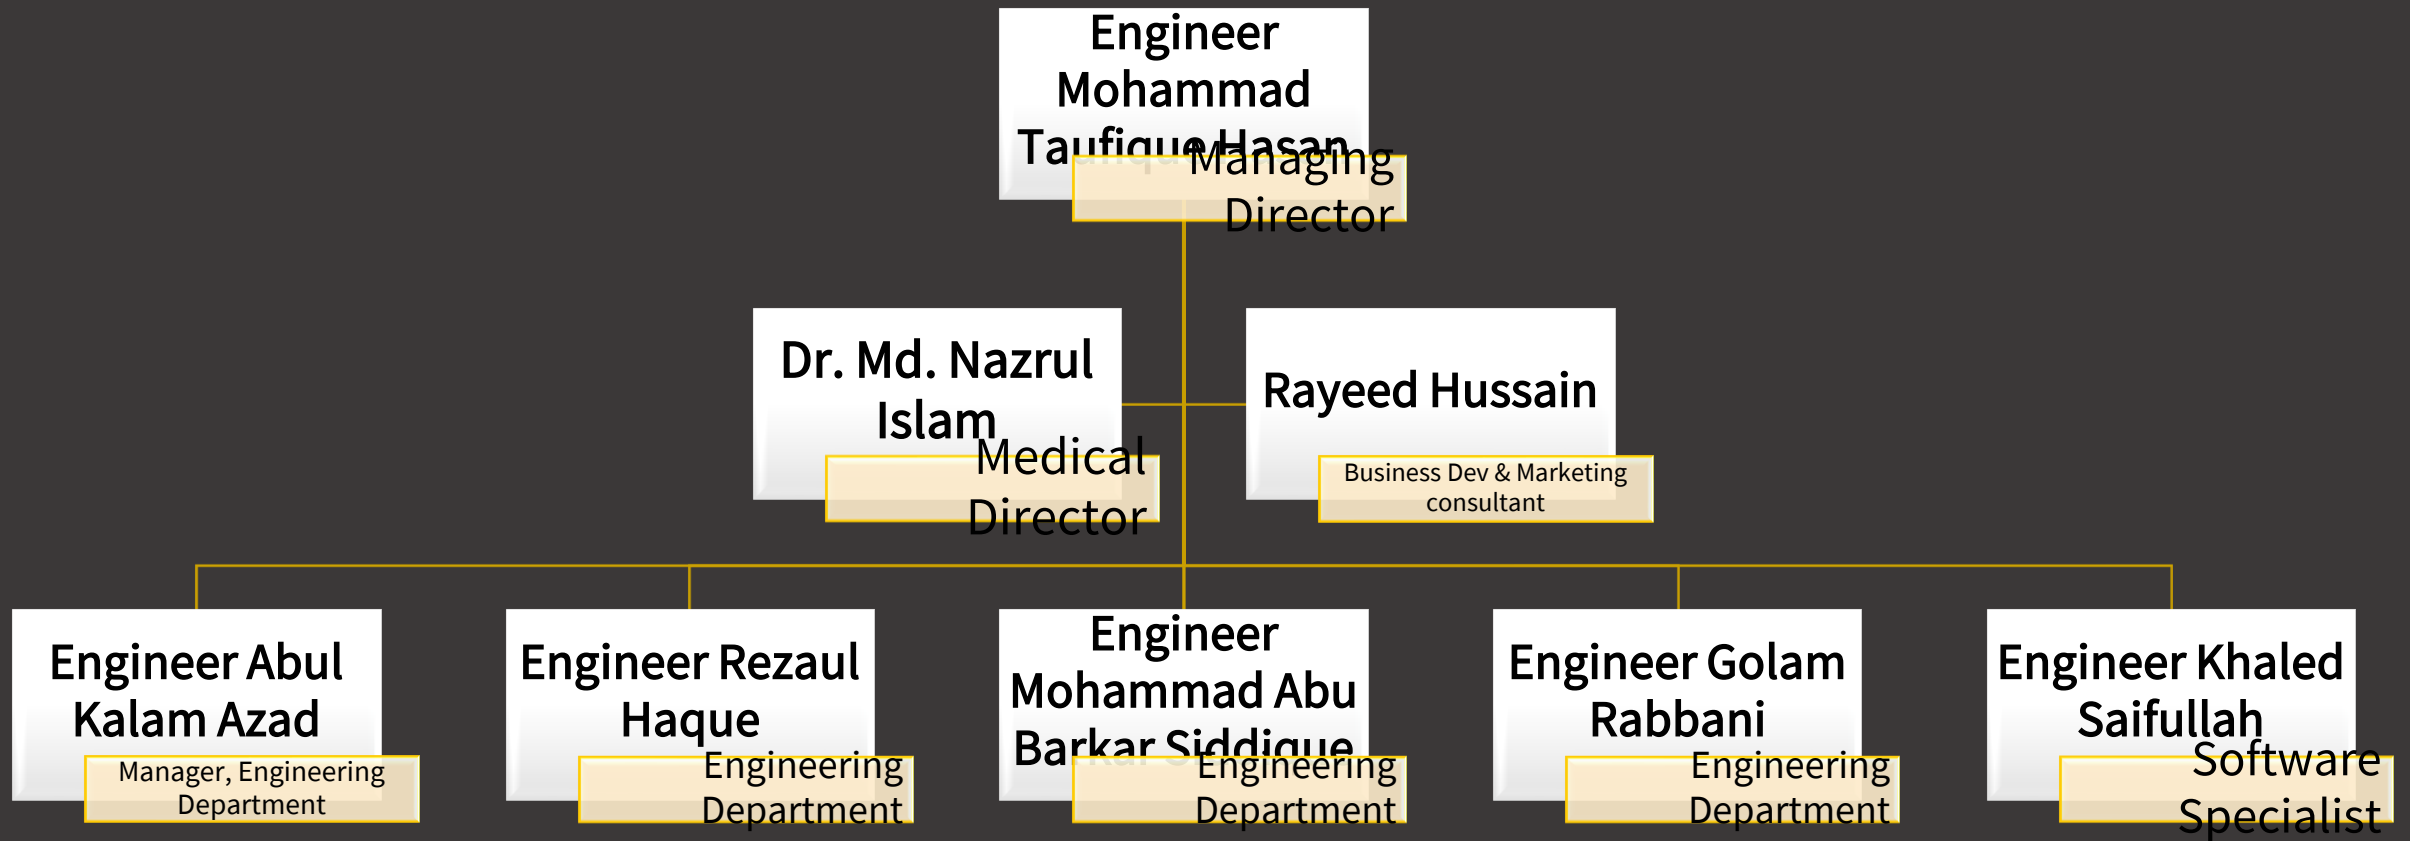 Engineer
Mohammad
Taufique Hasan
Managing
Director
Dr. Md. Nazrul
Islam
Medical
Director
Rayeed Hussain
Business Dev & Marketing
consultant
Engineer Abul
Kalam Azad
Manager, Engineering
Department
Engineer Rezaul
Haque
Engineering
Department
Engineer
Mohammad Abu
Barkar Siddique
Engineering
Department
Engineer Golam
Rabbani
Engineering
Department
Engineer Khaled
Saifullah
Software
Specialist